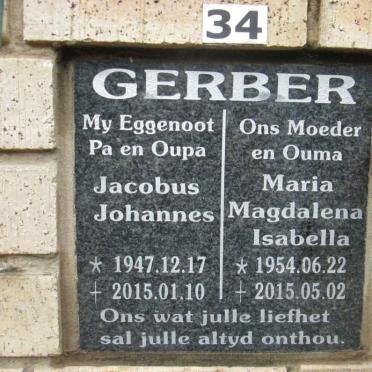 34
GERBER
My Eggenoot
Pa en Oupa
Jacobus
Johannes
* 1947.12.17
† 2015.01.10
Ons Moeder
en Ouma
Maria
Magdalena
Isabella
* 1954.06.22
† 2015.05.02
Ons wat julle liefhet
sal julle altyd onthou.